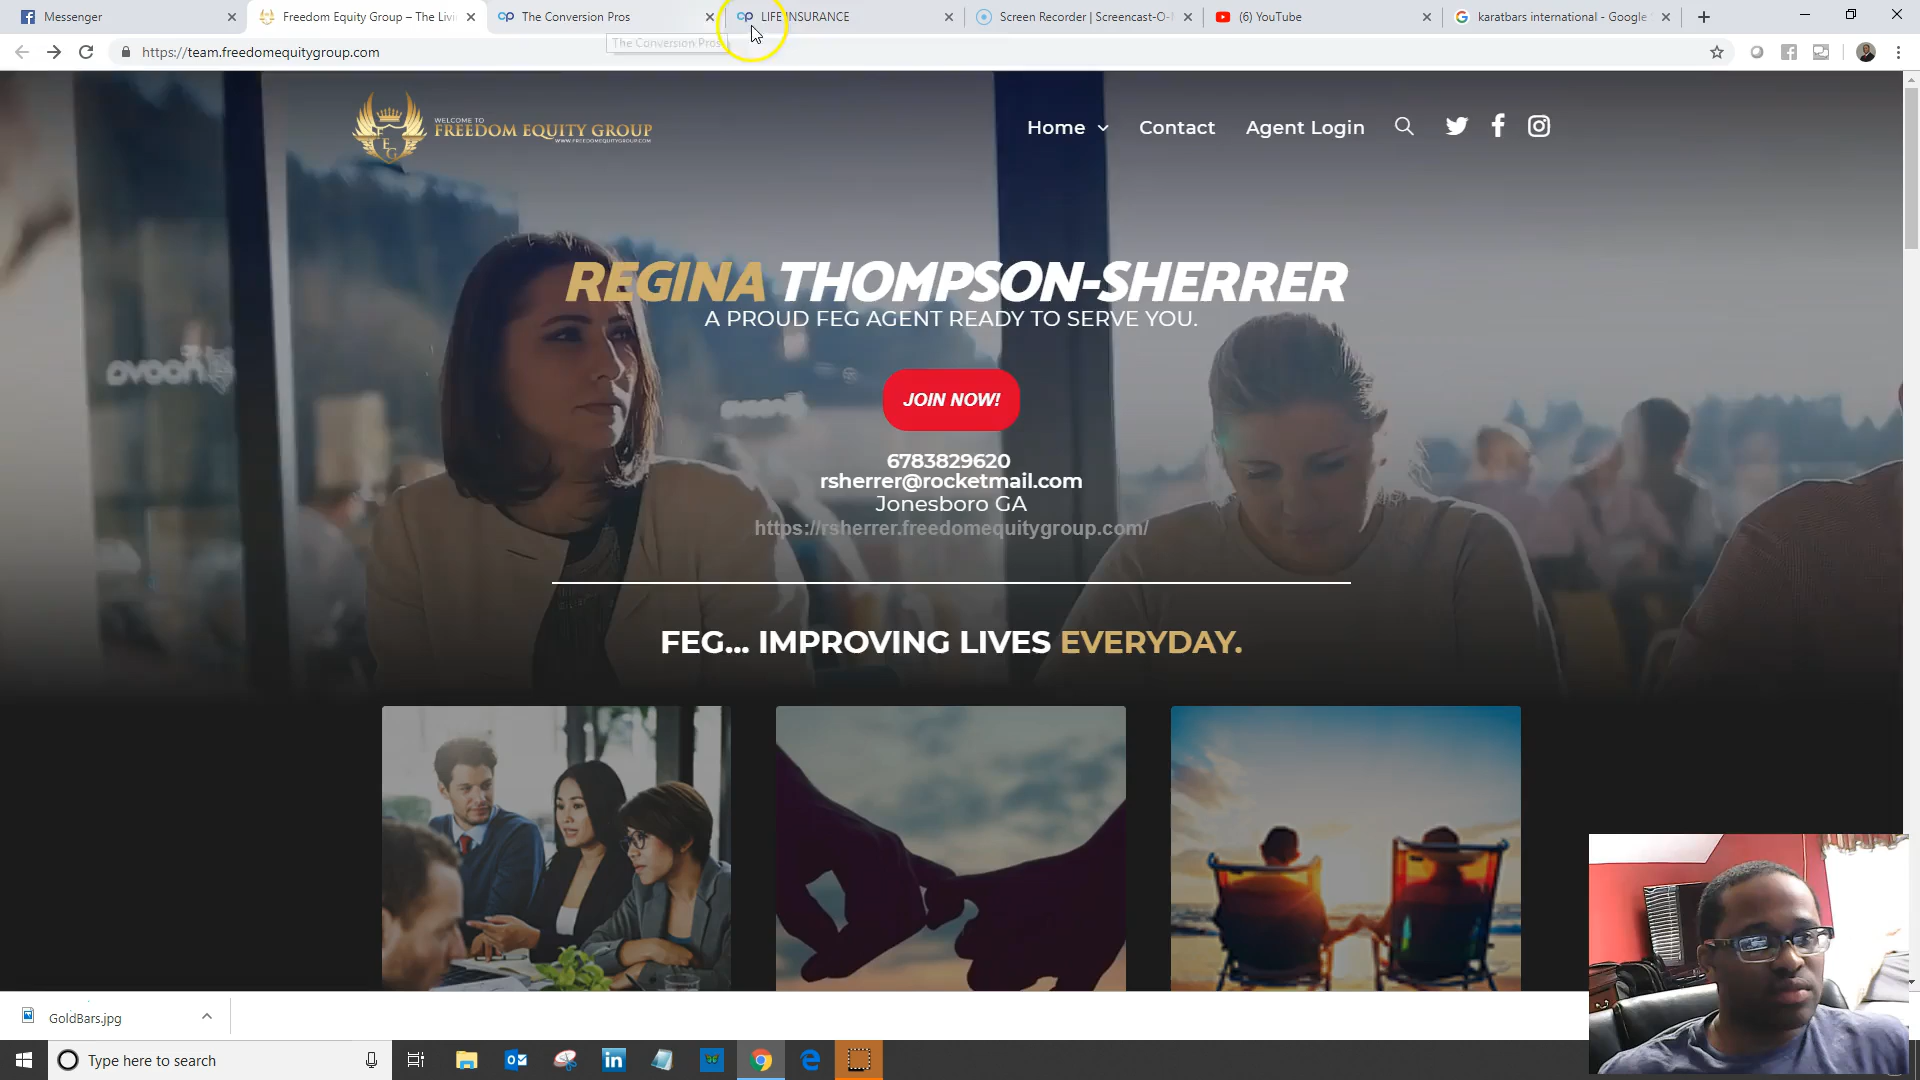 Messenger
Freedom Equity Group – The Livi
The Conversion Pros
LIFE INSURANCE
Screen Recorder | Screencast-O-
(6) YouTube
karatbars international - Google
The Conversion Pros
https://team.freedomequitygroup.com
WELCOME TO
FREEDOM EQUITY GROUP
WWW.FREEDOMEQUITYGROUP.COM
FEG
Home
Contact
Agent Login
REGINA THOMPSON-SHERRER
A PROUD FEG AGENT READY TO SERVE YOU.
JOIN NOW!
6783829620
rsherrer@rocketmail.com
Jonesboro GA
https://rsherrer.freedomequitygroup.com/
FEG... IMPROVING LIVES EVERYDAY.
GoldBars.jpg
Type here to search